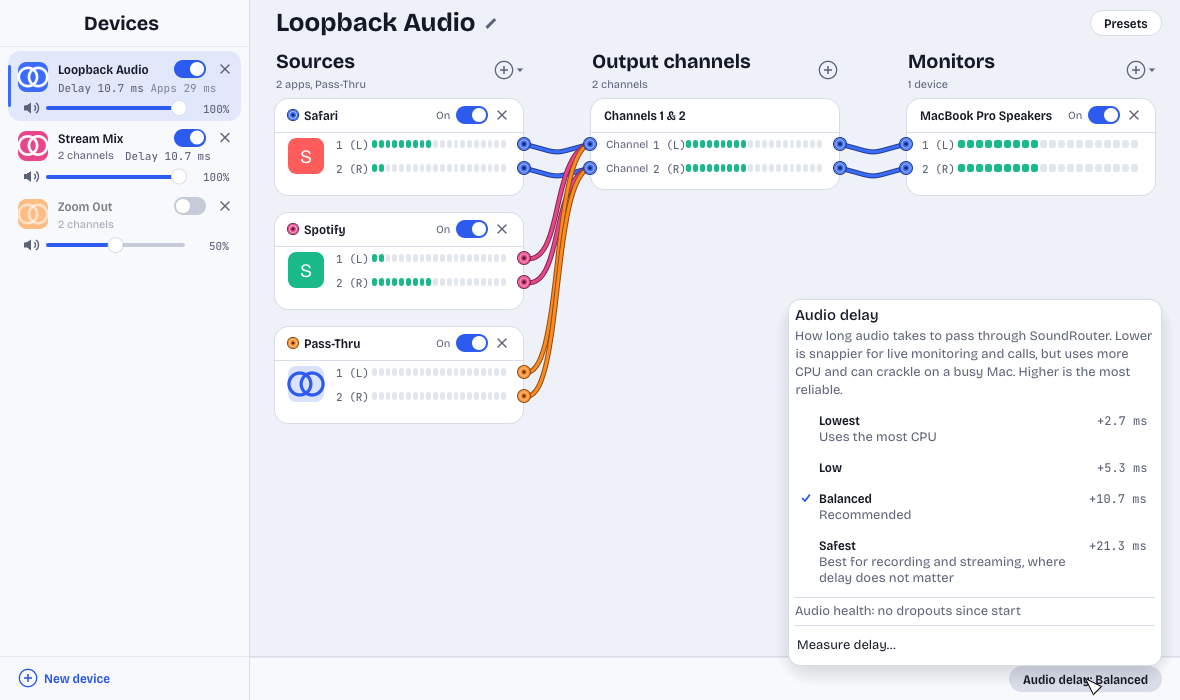 Devices
Loopback Audio
Delay 10.7 ms Apps 29 ms
100%
Stream Mix
2 channels Delay 10.7 ms
100%
Zoom Out
2 channels
50%
New device
Loopback Audio
Presets
Sources
2 apps, Pass-Thru
Safari
On
S
1 (L)
2 (R)
Spotify
On
S
1 (L)
2 (R)
Pass-Thru
On
1 (L)
2 (R)
Output channels
2 channels
Channels 1 & 2
Channel 1 (L)
Channel 2 (R)
Monitors
1 device
MacBook Pro Speakers
On
1 (L)
2 (R)
Audio delay
How long audio takes to pass through SoundRouter. Lower
is snappier for live monitoring and calls, but uses more
CPU and can crackle on a busy Mac. Higher is the most
reliable.
Lowest +2.7 ms
Uses the most CPU
Low +5.3 ms
Balanced +10.7 ms
Recommended
Safest +21.3 ms
Best for recording and streaming, where
delay does not matter
Audio health: no dropouts since start
Measure delay...
Audio delay: Balanced